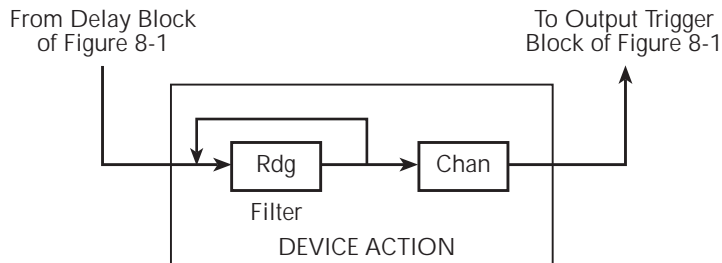 From Delay Block
of Figure 8-1
To Output Trigger
Block of Figure 8-1
Rdg
Chan
Filter
DEVICE ACTION